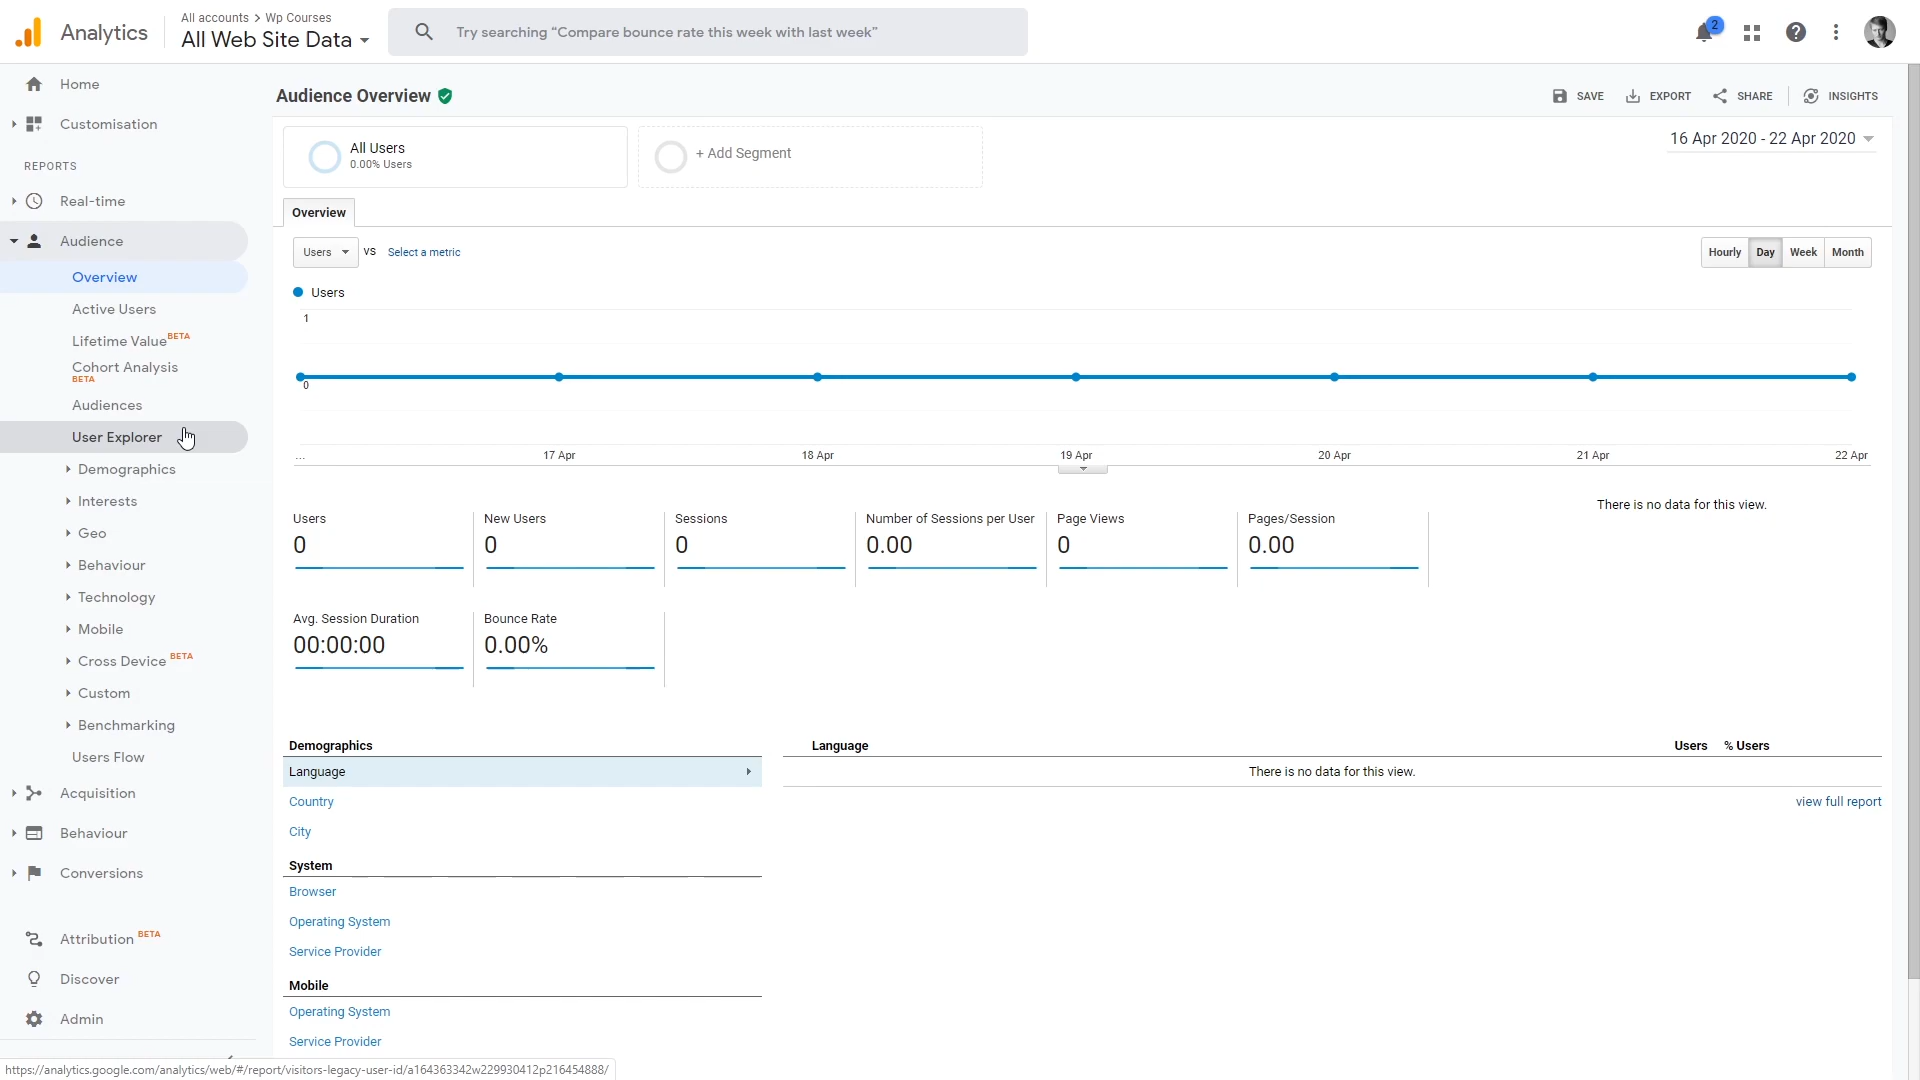 Analytics
All accounts > Wp Courses
All Web Site Data
Try searching “Compare bounce rate this week with last week”
2
Home
Customisation
REPORTS
Real-time
Audience
Overview
Active Users
Lifetime Value BETA
Cohort Analysis
BETA
Audiences
User Explorer
Demographics
Interests
Geo
Behaviour
Technology
Mobile
Cross Device BETA
Custom
Benchmarking
Users Flow
Acquisition
Behaviour
Conversions
Attribution BETA
Discover
Admin
Audience Overview
SAVE EXPORT SHARE INSIGHTS
All Users
0.00% Users
+ Add Segment
16 Apr 2020 - 22 Apr 2020
Overview
Users VS Select a metric
Hourly Day Week Month
Users
1
0
... 17 Apr 18 Apr 19 Apr 20 Apr 21 Apr 22 Apr
There is no data for this view.
Users New Users Sessions Number of Sessions per User Page Views Pages/Session
0 0 0 0.00 0 0.00
Avg. Session Duration Bounce Rate
00:00:00 0.00%
Demographics
Language
Country
City
System
Browser
Operating System
Service Provider
Mobile
Operating System
Service Provider
Language Users % Users
There is no data for this view.
view full report
https://analytics.google.com/analytics/web/#/report/visitors-legacy-user-id/a164363342w229930412p216454888/